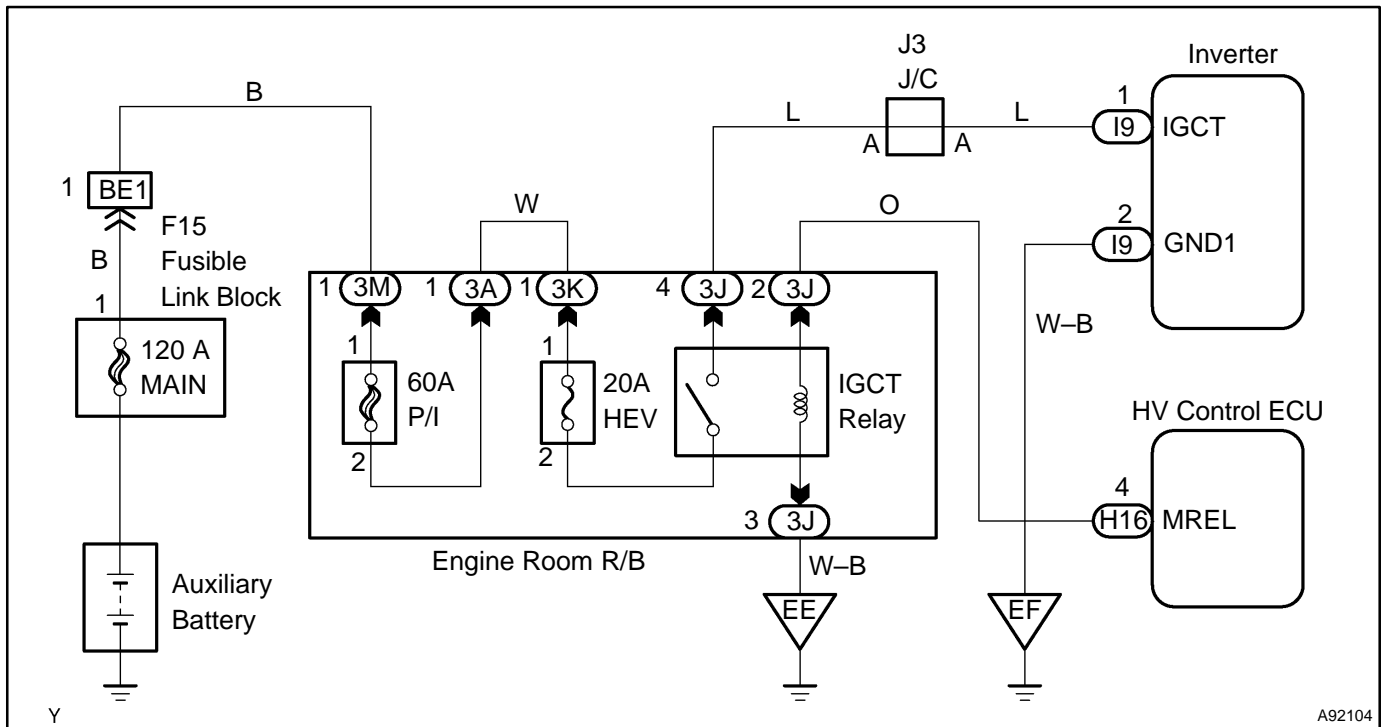 J3
J/C
Inverter
B
L
L
1
I9
IGCT
A
A
1
BE1
W
O
2
I9
GND1
F15
Fusible
Link Block
B
1
1
3M
1
3A
1
3K
4
3J
2
3J
W–B
120 A
MAIN
1
60A
P/I
2
1
20A
HEV
2
IGCT
Relay
HV Control ECU
4
H16
MREL
3
3J
Engine Room R/B
W–B
Auxiliary
Battery
EE
EF
Y
A92104